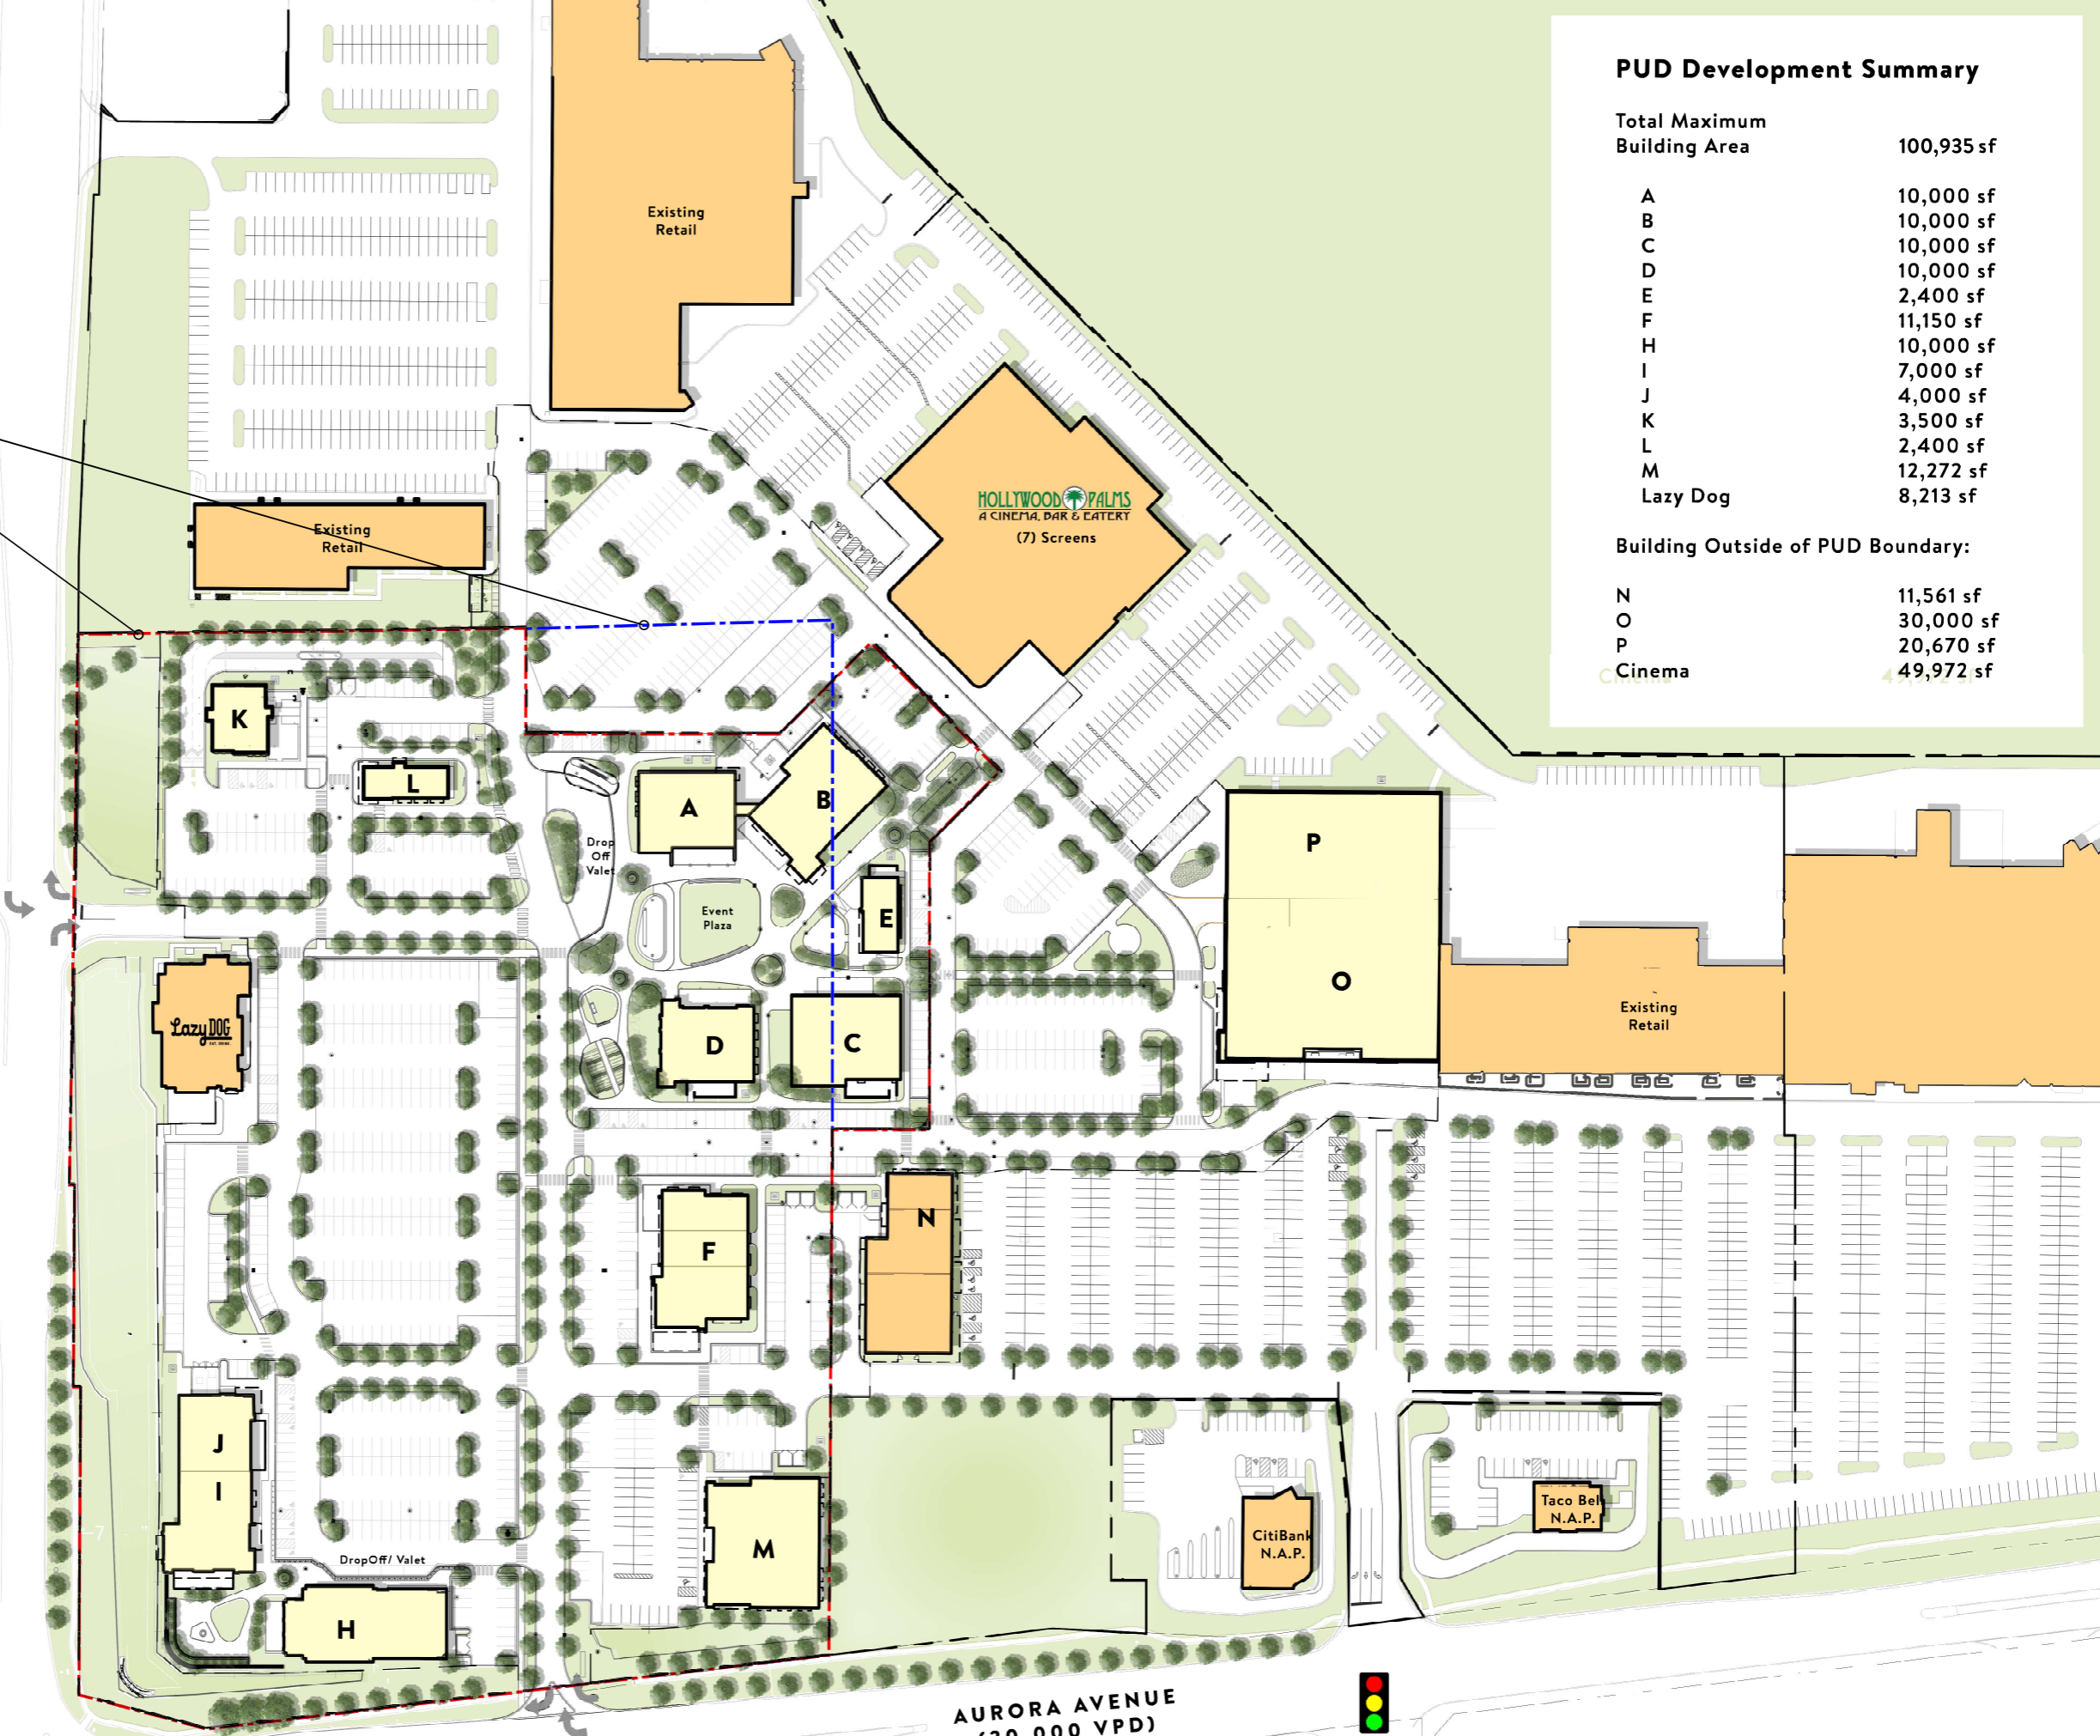 PUD Development Summary
Total Maximum
Building Area 100,935 sf
A 10,000 sf
B 10,000 sf
C 10,000 sf
D 10,000 sf
E 2,400 sf
F 11,150 sf
H 10,000 sf
I 7,000 sf
J 4,000 sf
K 3,500 sf
L 2,400 sf
M 12,272 sf
Lazy Dog 8,213 sf
Building Outside of PUD Boundary:
N 11,561 sf
O 30,000 sf
P 20,670 sf
Cinema 49,972 sf
Existing
Retail
Existing
Retail
HOLLYWOOD PALMS
A CINEMA, BAR & EATERY
(7) Screens
K
L
A
B
Drop
Off
Valet
Event
Plaza
E
P
O
Existing
Retail
Lazy DOG
D
C
F
N
J
I
DropOff/ Valet
H
M
CitiBank
N.A.P.
Taco Bel
N.A.P.
AURORA AVENUE
000 VPD)